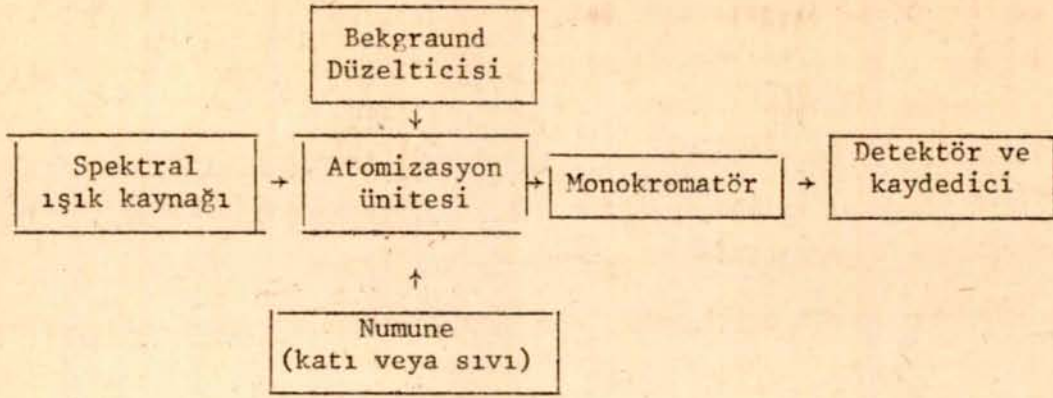 Bekgraund
Düzelticisi
↓
Spektral
ışık kaynağı
→
Atomizasyon
ünitesi
→
Monokromatör
→
Detektör ve
kaydedici
↑
Numune
(katı veya sıvı)